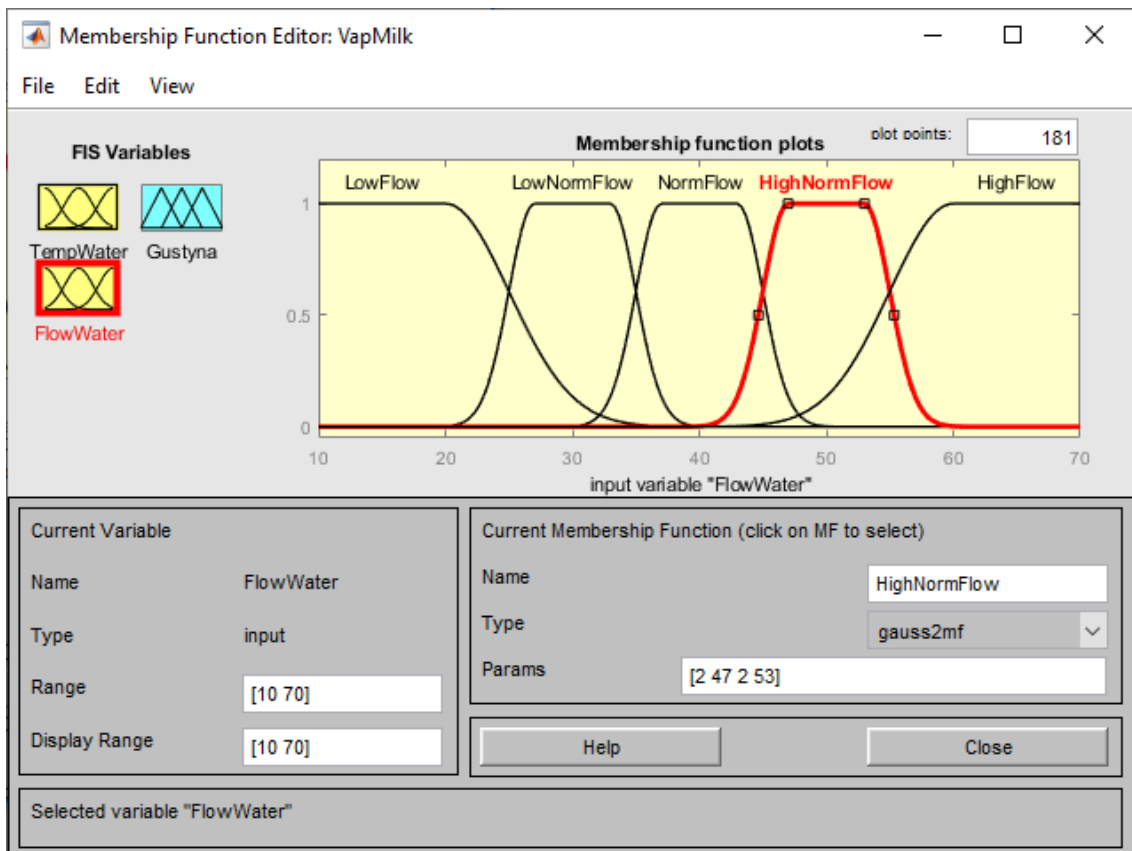 Membership Function Editor: VapMilk
File Edit View
FIS Variables
TempWater Gustyna
FlowWater
Membership function plots plot points: 181
LowFlow LowNormFlow NormFlow HighNormFlow HighFlow
1
0.5
0
10 20 30 40 50 60 70
input variable "FlowWater"
Current Variable
Name FlowWater
Type input
Range [10 70]
Display Range [10 70]
Current Membership Function (click on MF to select)
Name HighNormFlow
Type gauss2mf
Params [2 47 2 53]
Help Close
Selected variable "FlowWater"